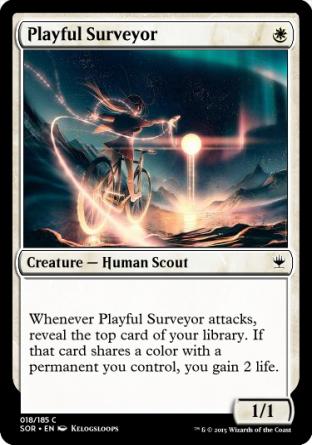 Playful Surveyor
Creature — Human Scout
Whenever Playful Surveyor attacks,
reveal the top card of your library. If
that card shares a color with a
permanent you control, you gain 2 life.
1/1
018/185 C
SOR • EN Kelogsloops
™ & © 2015 Wizards of the Coast